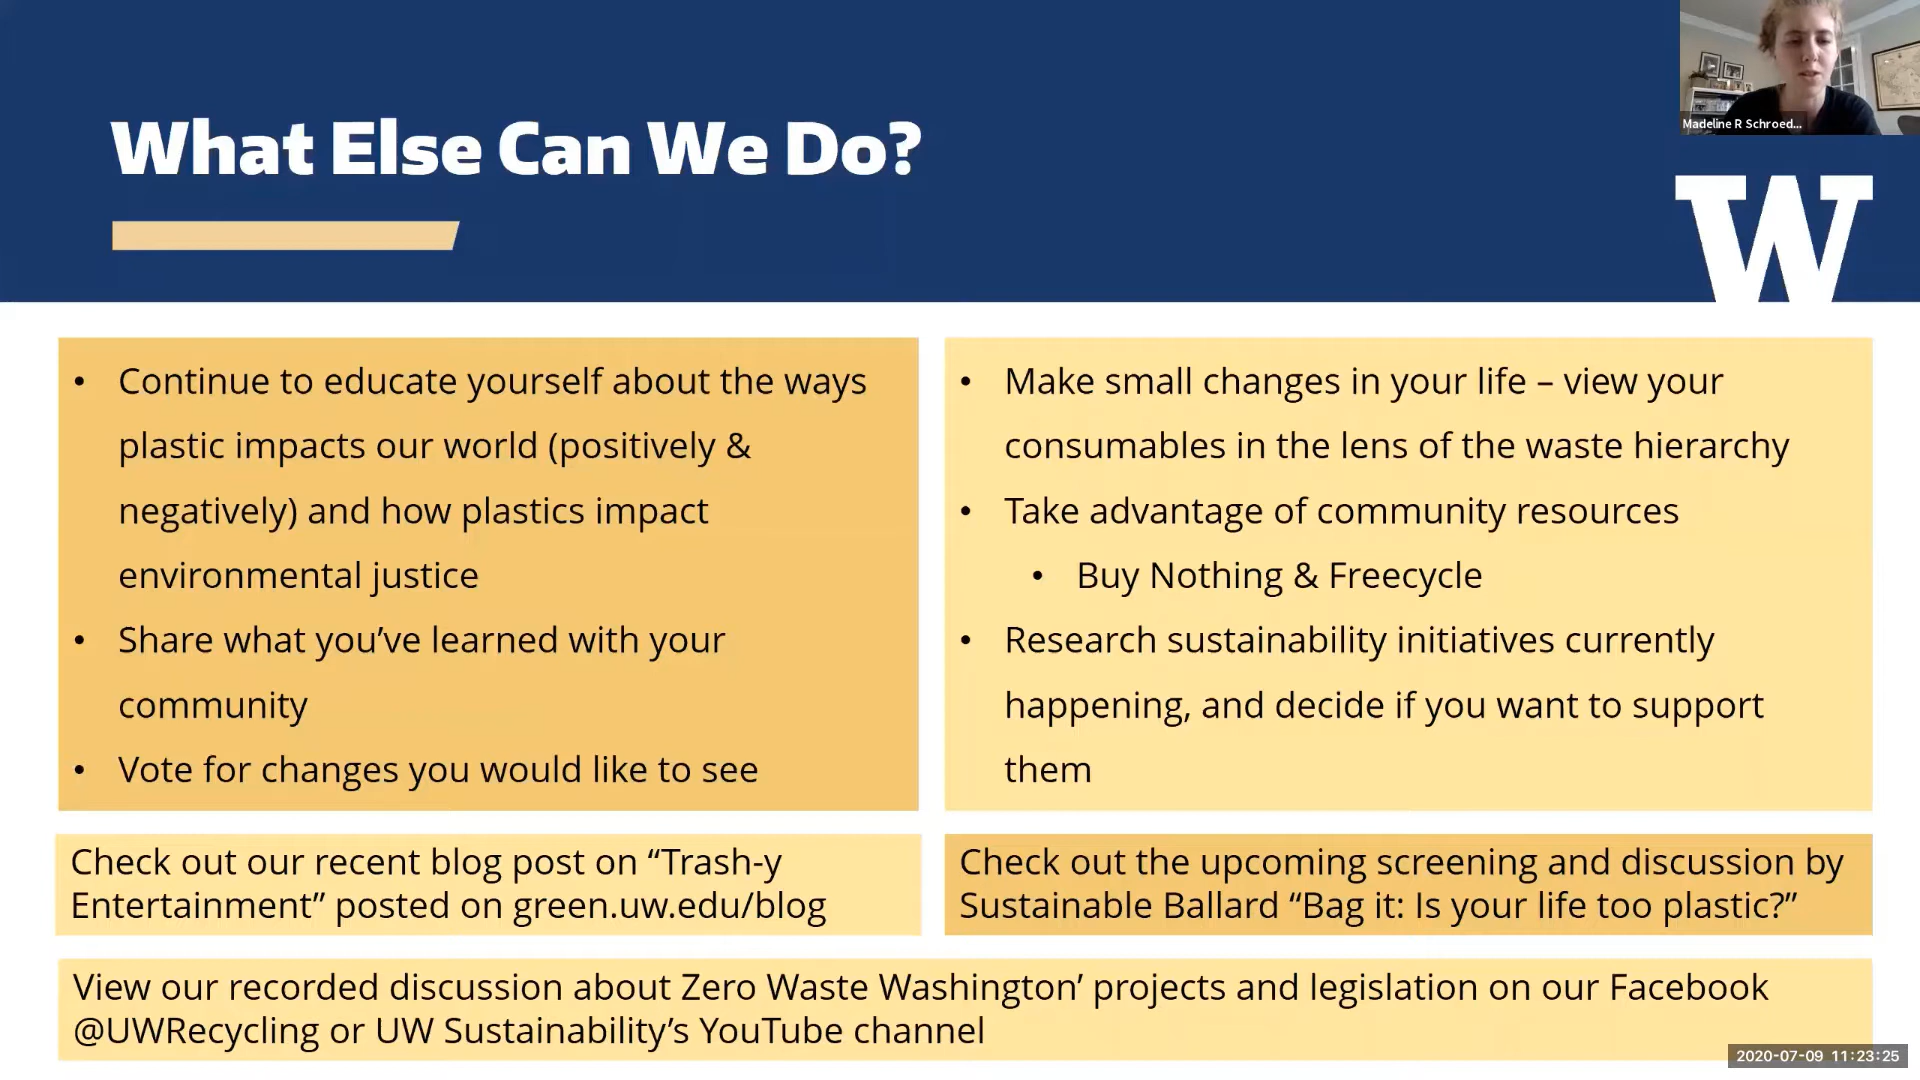 Madeline R Schroed...
What Else Can We Do?
W
• Continue to educate yourself about the ways
plastic impacts our world (positively &
negatively) and how plastics impact
environmental justice
• Share what you’ve learned with your
community
• Vote for changes you would like to see
• Make small changes in your life – view your
consumables in the lens of the waste hierarchy
• Take advantage of community resources
• Buy Nothing & Freecycle
• Research sustainability initiatives currently
happening, and decide if you want to support
them
Check out our recent blog post on “Trash-y
Entertainment” posted on green.uw.edu/blog
Check out the upcoming screening and discussion by
Sustainable Ballard “Bag it: Is your life too plastic?”
View our recorded discussion about Zero Waste Washington’ projects and legislation on our Facebook
@UWRecycling or UW Sustainability’s YouTube channel
2020-07-09 11:23:25